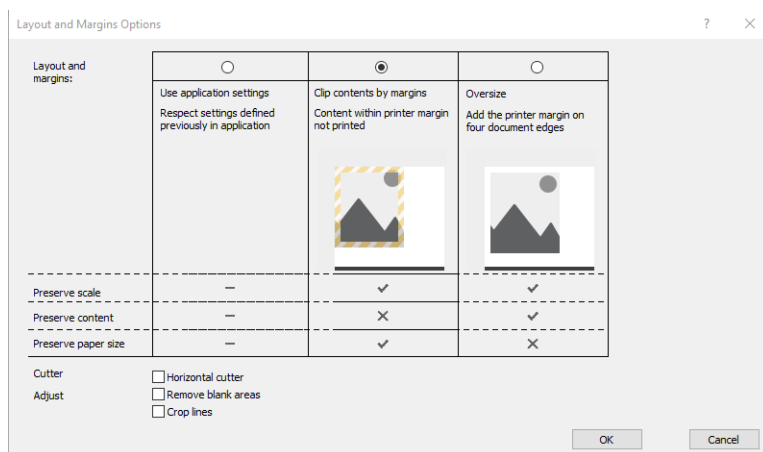 Layout and Margins Options
?
Layout and
margins:
Use application settings
Respect settings defined
previously in application
Clip contents by margins
Content within printer margin
not printed
Oversize
Add the printer margin on
four document edges
Preserve scale
Preserve content
Preserve paper size
Cutter
Horizontal cutter
Adjust
Remove blank areas
Crop lines
OK
Cancel